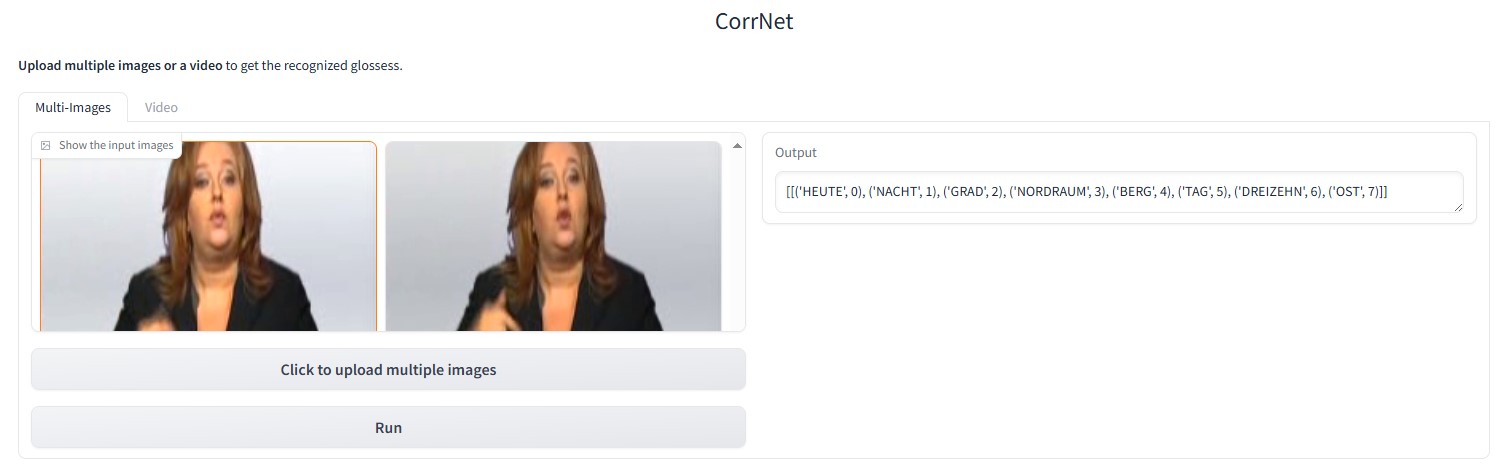 CorrNet
Upload multiple images or a video to get the recognized glossess.
Multi-Images
Video
Show the input images
Click to upload multiple images
Run
Output
[[('HEUTE', 0), ('NACHT', 1), ('GRAD', 2), ('NORDRAUM', 3), ('BERG', 4), ('TAG', 5), ('DREIZEHN', 6), ('OST', 7)]]